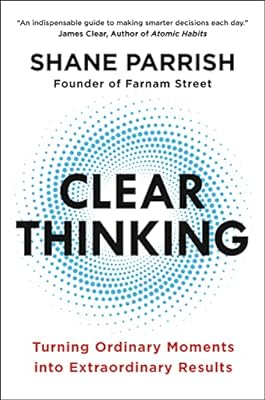 “An indispensable guide to making smarter decisions each day.”
James Clear, Author of Atomic Habits
SHANE PARRISH
Founder of Farnam Street
CLEAR
THINKING
Turning Ordinary Moments
into Extraordinary Results